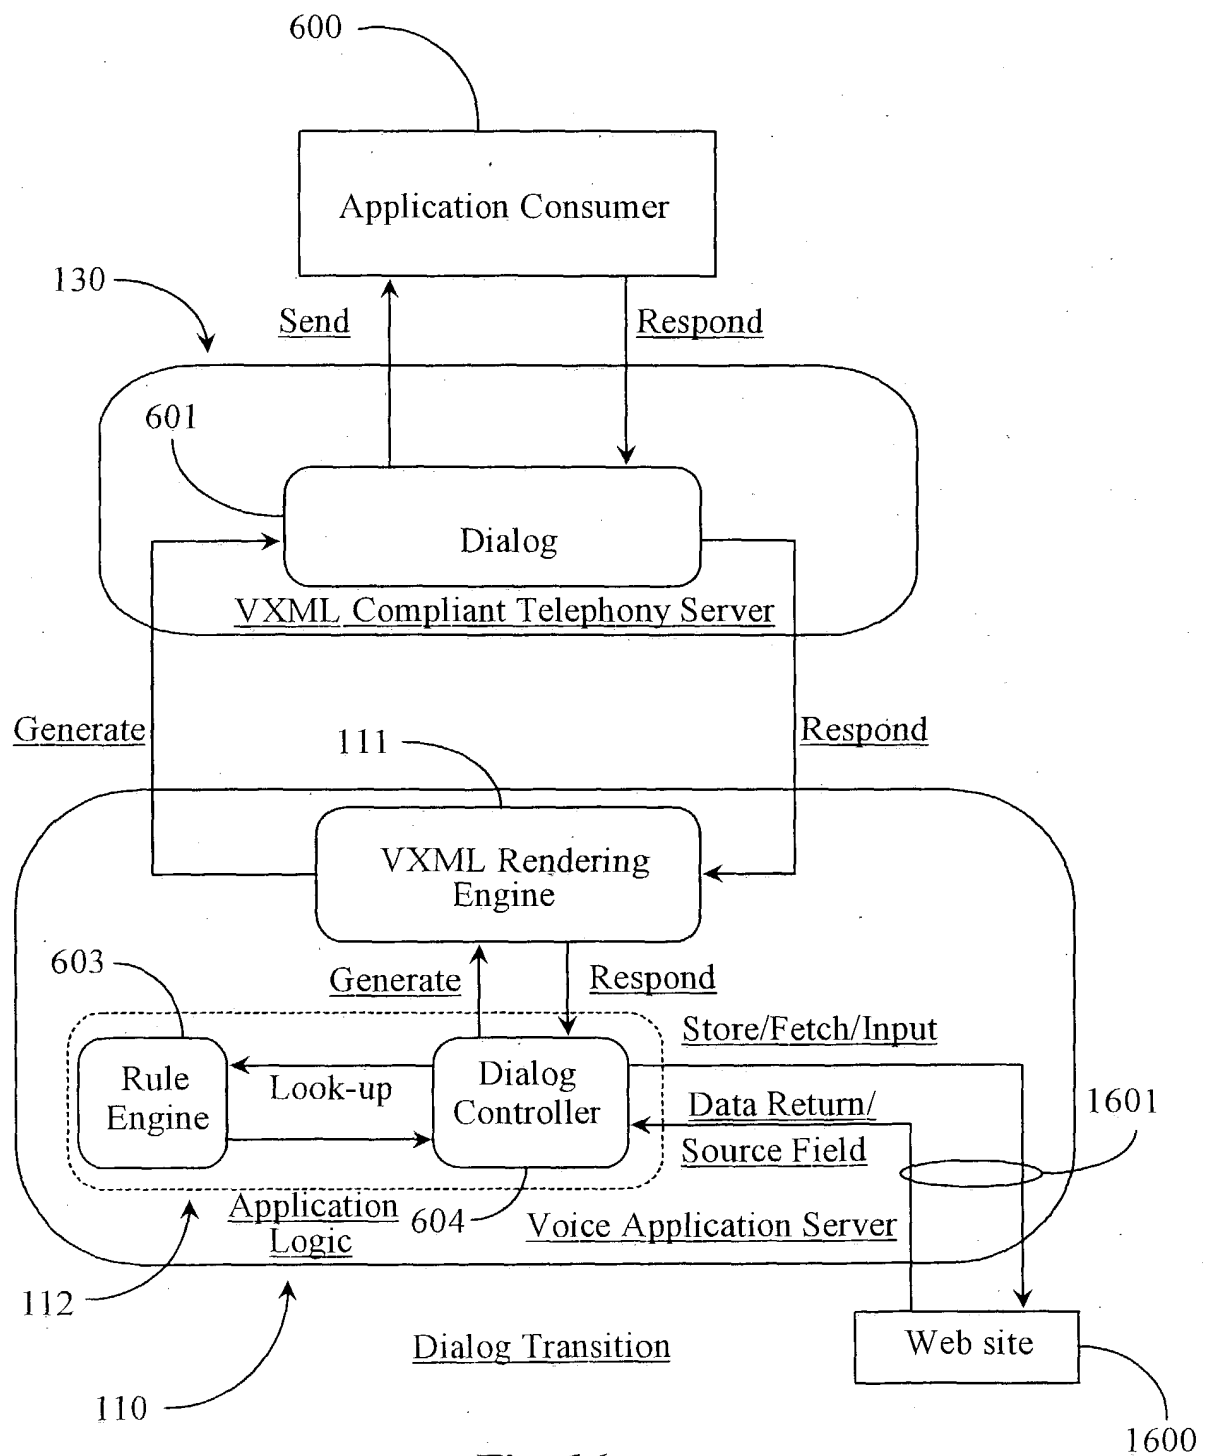 600
Application Consumer
130
Send
Respond
601
Dialog
VXML Compliant Telephony Server
Generate
Respond
111
VXML Rendering
Engine
603
Generate
Respond
Store/Fetch/Input
Rule
Engine
Look-up
Dialog
Controller
Data Return/
Source Field
1601
Application
Logic
604
Voice Application Server
112
Dialog Transition
Web site
110
1600